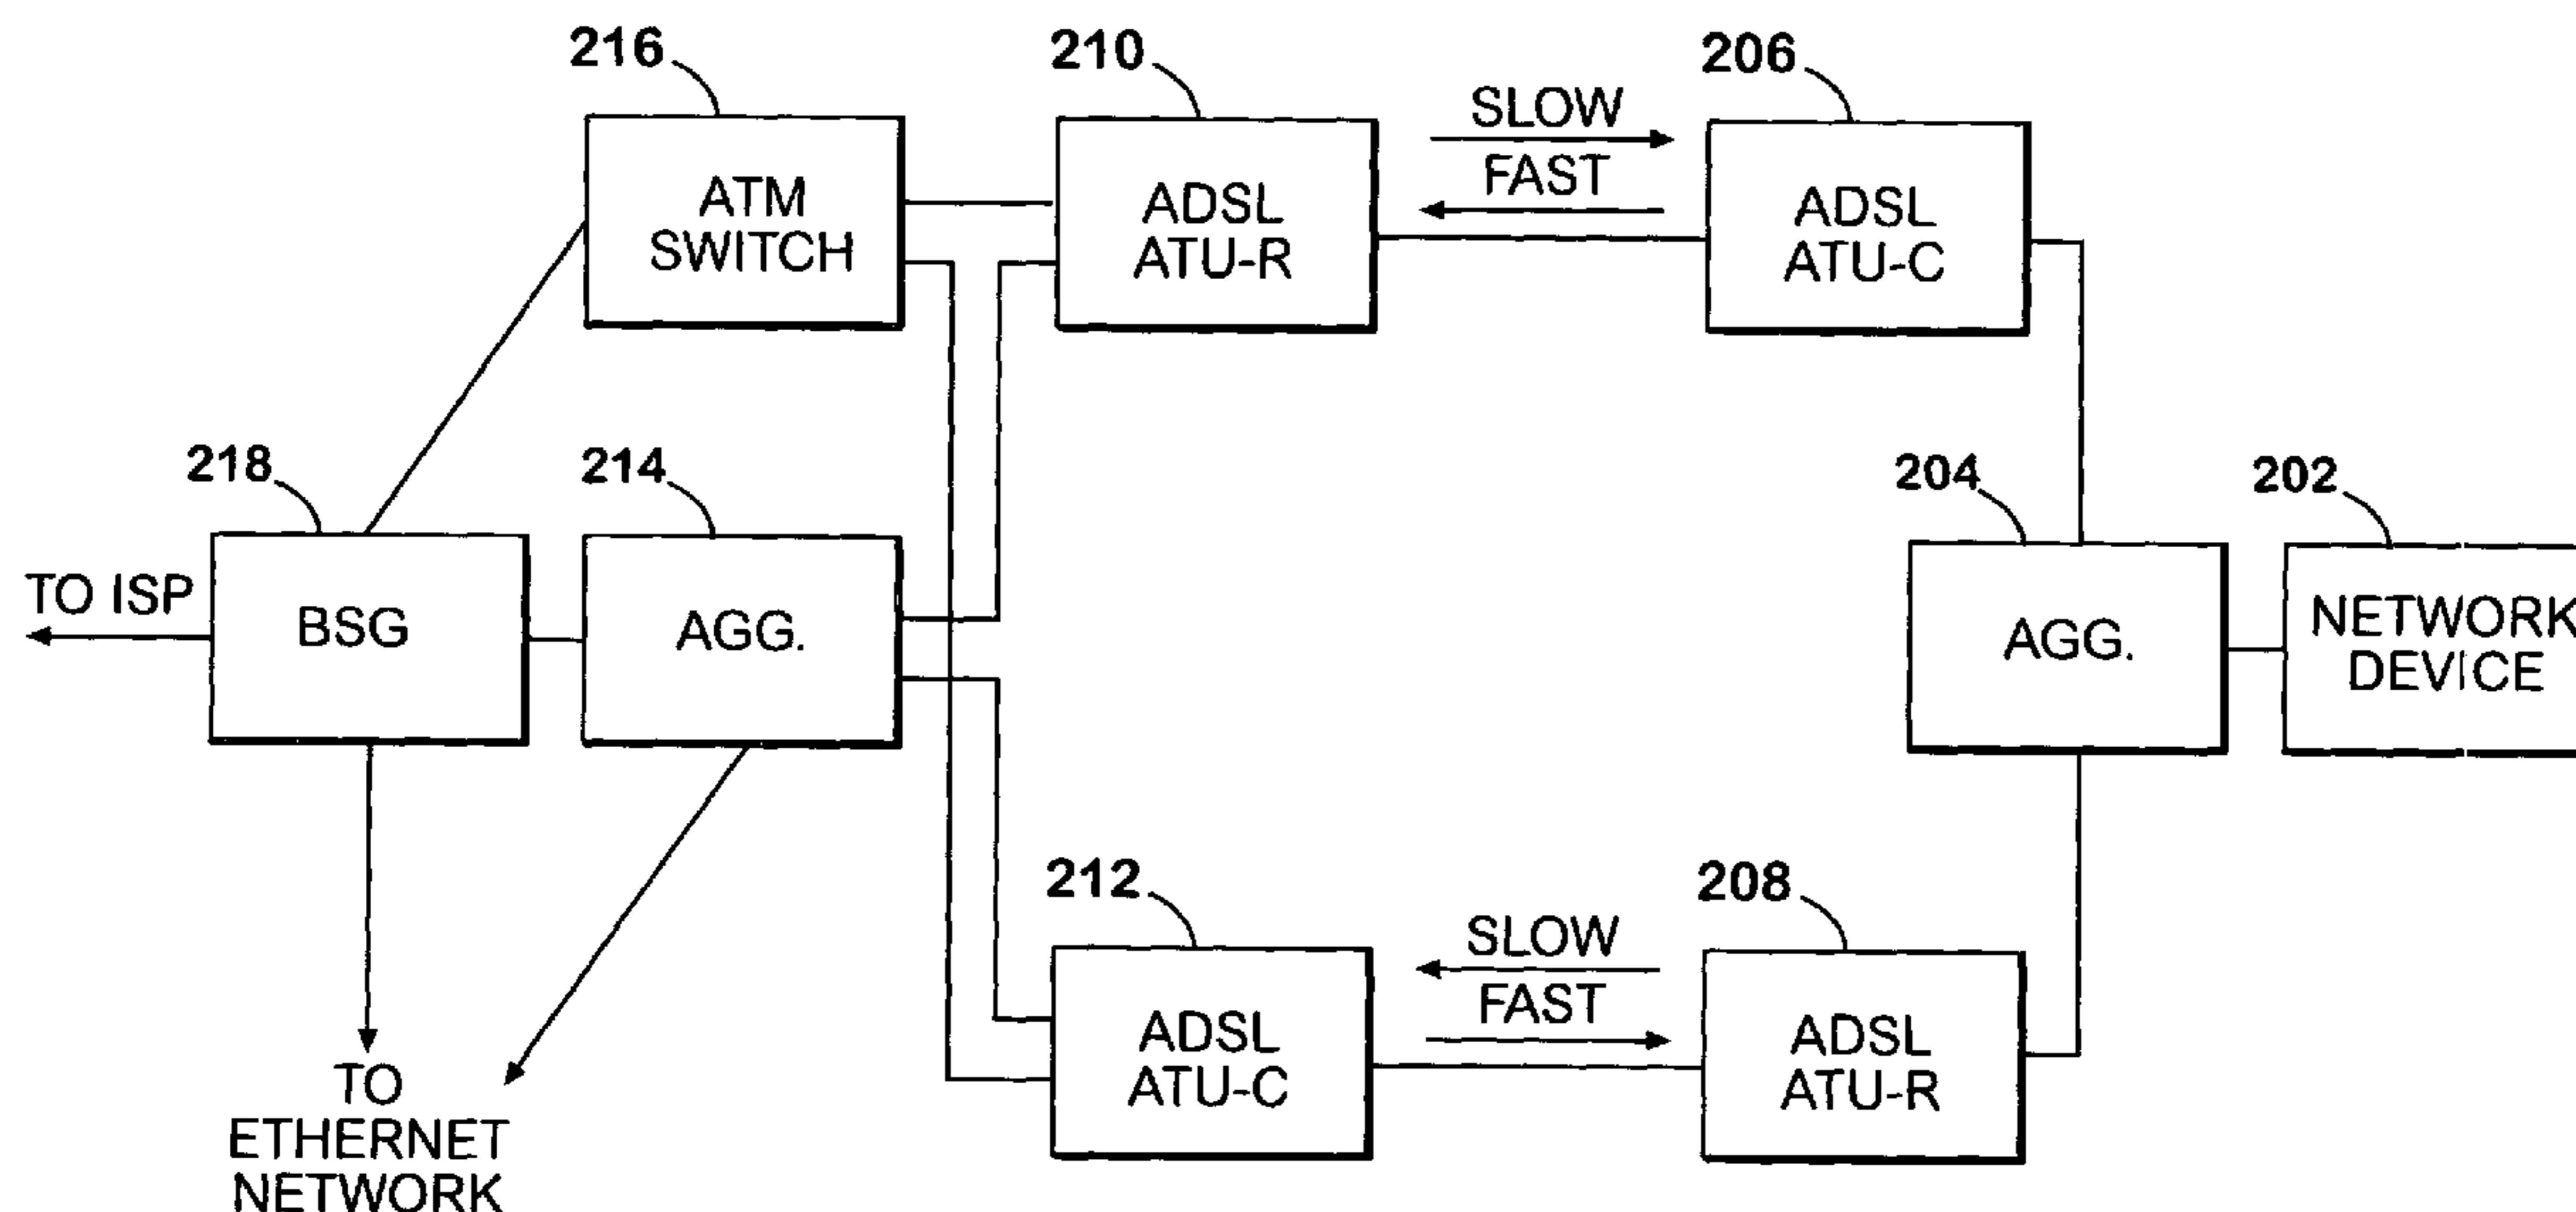 216
210
206
SLOW
FAST
ATM
SWITCH
ADSL
ATU-R
ADSL
ATU-C
218
214
204
202
TO ISP
BSG
AGG.
AGG.
NETWORK
DEVICE
212
208
SLOW
FAST
ADSL
ATU-C
ADSL
ATU-R
TO
ETHERNET
NETWORK